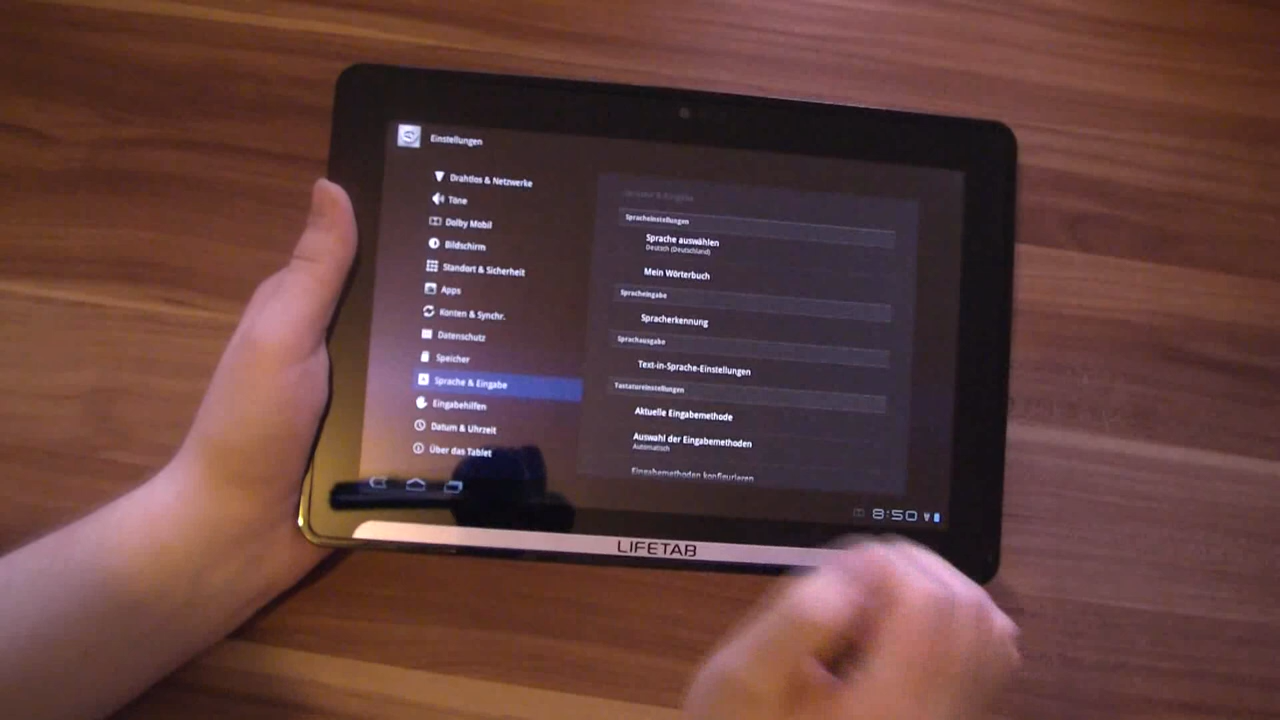 Einstellungen
Drahtlos & Netzwerke
Töne
Dolby Mobil
Bildschirm
Standort & Sicherheit
Apps
Konten & Synchr.
Datenschutz
Speicher
Sprache & Eingabe
Eingabehilfen
Datum & Uhrzeit
Über das Tablet
Sprache & Eingabe
Spracheinstellungen
Sprache auswählen
Deutsch (Deutschland)
Mein Wörterbuch
Spracheingabe
Spracherkennung
Sprachausgabe
Text-in-Sprache-Einstellungen
Tastatureinstellungen
Aktuelle Eingabemethode
Auswahl der Eingabemethoden
Automatisch
Eingabemethoden konfigurieren
8:50
LIFETAB